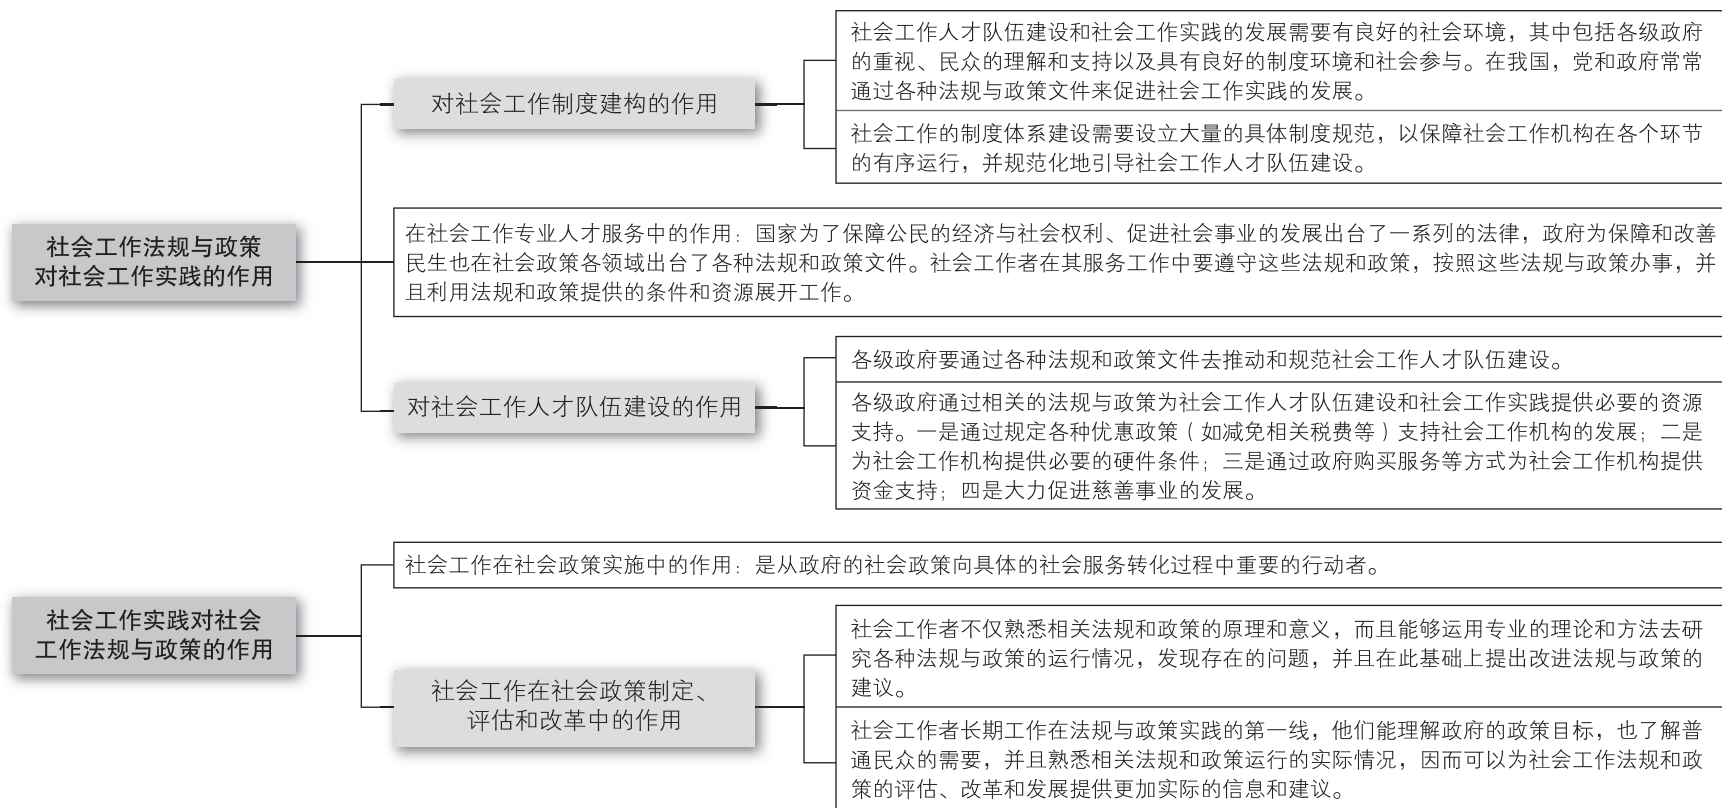 社会工作法规与政策
对社会工作实践的作用
对社会工作制度建构的作用
社会工作人才队伍建设和社会工作实践的发展需要有良好的社会环境，其中包括各级政府
的重视、民众的理解和支持以及具有良好的制度环境和社会参与。在我国，党和政府常常
通过各种法规与政策文件来促进社会工作实践的发展。
社会工作的制度体系建设需要设立大量的具体制度规范，以保障社会工作机构在各个环节
的有序运行，并规范化地引导社会工作人才队伍建设。
在社会工作专业人才服务中的作用：国家为了保障公民的经济与社会权利、促进社会事业的发展出台了一系列的法律，政府为保障和改善
民生也在社会政策各领域出台了各种法规和政策文件。社会工作者在其服务工作中要遵守这些法规和政策，按照这些法规与政策办事，并
且利用法规和政策提供的条件和资源展开工作。
对社会工作人才队伍建设的作用
各级政府要通过各种法规和政策文件去推动和规范社会工作人才队伍建设。
各级政府通过相关的法规与政策为社会工作人才队伍建设和社会工作实践提供必要的资源
支持。一是通过规定各种优惠政策（如减免相关税费等）支持社会工作机构的发展；二是
为社会工作机构提供必要的硬件条件；三是通过政府购买服务等方式为社会工作机构提供
资金支持；四是大力促进慈善事业的发展。
社会工作实践对社会
工作法规与政策的作用
社会工作在社会政策实施中的作用：是从政府的社会政策向具体的社会服务转化过程中重要的行动者。
社会工作在社会政策制定、
评估和改革中的作用
社会工作者不仅熟悉相关法规和政策的原理和意义，而且能够运用专业的理论和方法去研
究各种法规与政策的运行情况，发现存在的问题，并且在此基础上提出改进法规与政策的
建议。
社会工作者长期工作在法规与政策实践的第一线，他们能理解政府的政策目标，也了解普
通民众的需要，并且熟悉相关法规和政策运行的实际情况，因而可以为社会工作法规和政
策的评估、改革和发展提供更加实际的信息和建议。